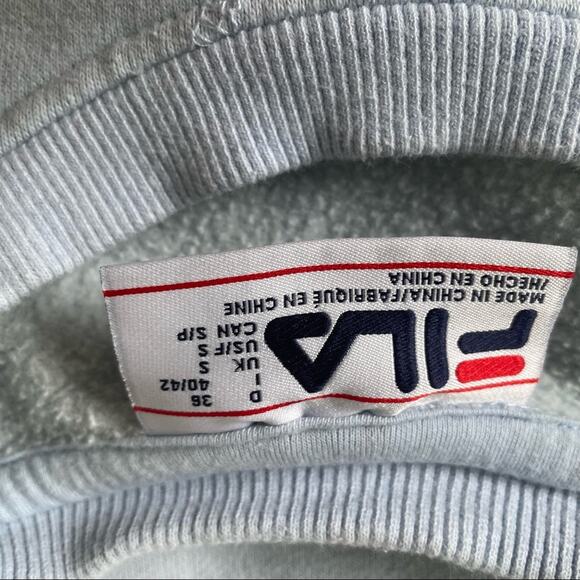 FILA
D 36
I 40/42
UK S
US/F S
CAN S/P
MADE IN CHINA/FABRIQUÉ EN CHINE
/HECHO EN CHINA